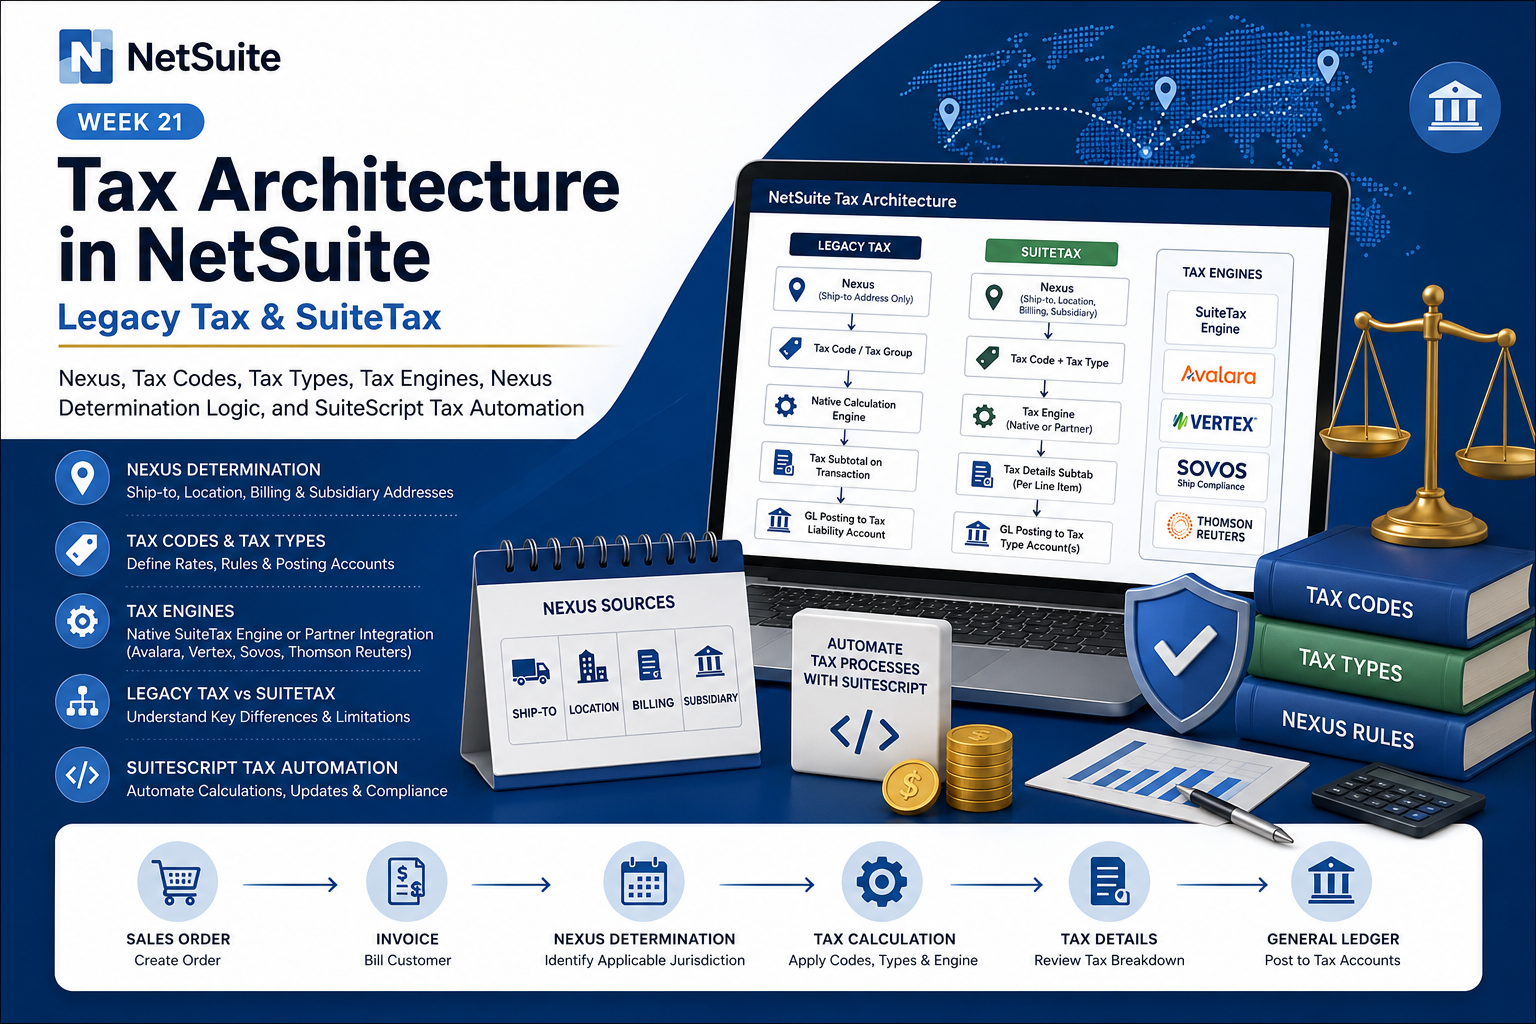 N NetSuite
WEEK 21
Tax Architecture
in NetSuite
Legacy Tax & SuiteTax
Nexus, Tax Codes, Tax Types, Tax Engines, Nexus
Determination Logic, and SuiteScript Tax Automation
NEXUS DETERMINATION
Ship-to, Location, Billing & Subsidiary Addresses
TAX CODES & TAX TYPES
Define Rates, Rules & Posting Accounts
TAX ENGINES
Native SuiteTax Engine or Partner Integration
(Avalara, Vertex, Sovos, Thomson Reuters)
LEGACY TAX vs SUITETAX
Understand Key Differences & Limitations
</>
SUITESCRIPT TAX AUTOMATION
Automate Calculations, Updates & Compliance
NetSuite Tax Architecture
LEGACY TAX
Nexus
(Ship-to Address Only)
Tax Code / Tax Group
Native Calculation
Engine
Tax Subtotal on
Transaction
GL Posting to Tax
Liability Account
SUITETAX
Nexus
(Ship-to, Location,
Billling, Subsidiary)
Tax Code + Tax Type
Tax Engine
(Native or Partner)
Tax Details Subtab
(Per Line Item)
GL Posting to Tax
Type Account(s)
TAX ENGINES
SuiteTax
Engine
Avalara
VERTEX
SOVOS
Ship Compliance
THOMSON
REUTERS
NEXUS SOURCES
SHIP-TO
LOCATION
BILLING
SUBSIDIARY
AUTOMATE
TAX PROCESSES
WITH SUITESCRIPT
</>
$
$
TAX CODES
TAX TYPES
NEXUS RULES
SALES ORDER
Create Order
$
$
INVOICE
Bill Customer
NEXUS DETERMINATION
Identify Applicable Jurisdiction
TAX CALCULATION
Apply Codes, Types & Engine
TAX DETAILS
Review Tax Breakdown
GENERAL LEDGER
Post to Tax Accounts